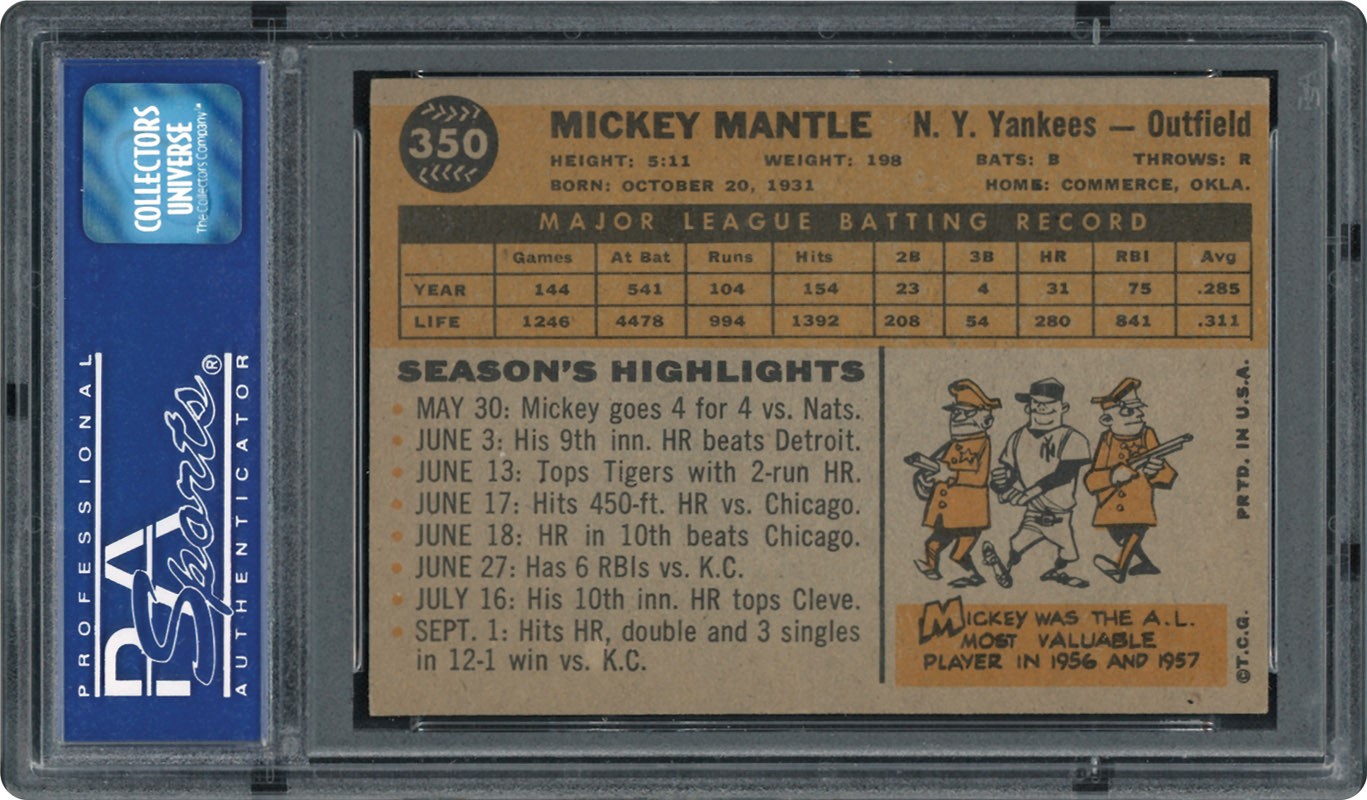 COLLECTORS
UNIVERSE
The Collectors Company™
PROFESSIONAL
PSA
Sports®
AUTHENTICATOR
350
MICKEY MANTLE N. Y. Yankees — Outfield
HEIGHT: 5:11 WEIGHT: 198 BATS: B THROWS: R
BORN: OCTOBER 20, 1931 HOME: COMMERCE, OKLA.
MAJOR LEAGUE BATTING RECORD
Games At Bat Runs Hits 2B 3B HR RBI Avg
YEAR 144 541 104 154 23 4 31 75 .285
LIFE 1246 4478 994 1392 208 54 280 841 .311
SEASON'S HIGHLIGHTS
• MAY 30: Mickey goes 4 for 4 vs. Nats.
• JUNE 3: His 9th inn. HR beats Detroit.
• JUNE 13: Tops Tigers with 2-run HR.
• JUNE 17: Hits 450-ft. HR vs. Chicago.
• JUNE 18: HR in 10th beats Chicago.
• JUNE 27: Has 6 RBIs vs. K.C.
• JULY 16: His 10th inn. HR tops Cleve.
• SEPT. 1: Hits HR, double and 3 singles
in 12-1 win vs. K.C.
NY
MICKEY WAS THE A.L.
MOST VALUABLE
PLAYER IN 1956 AND 1957
©T.C.G. PRTD. IN U.S.A.